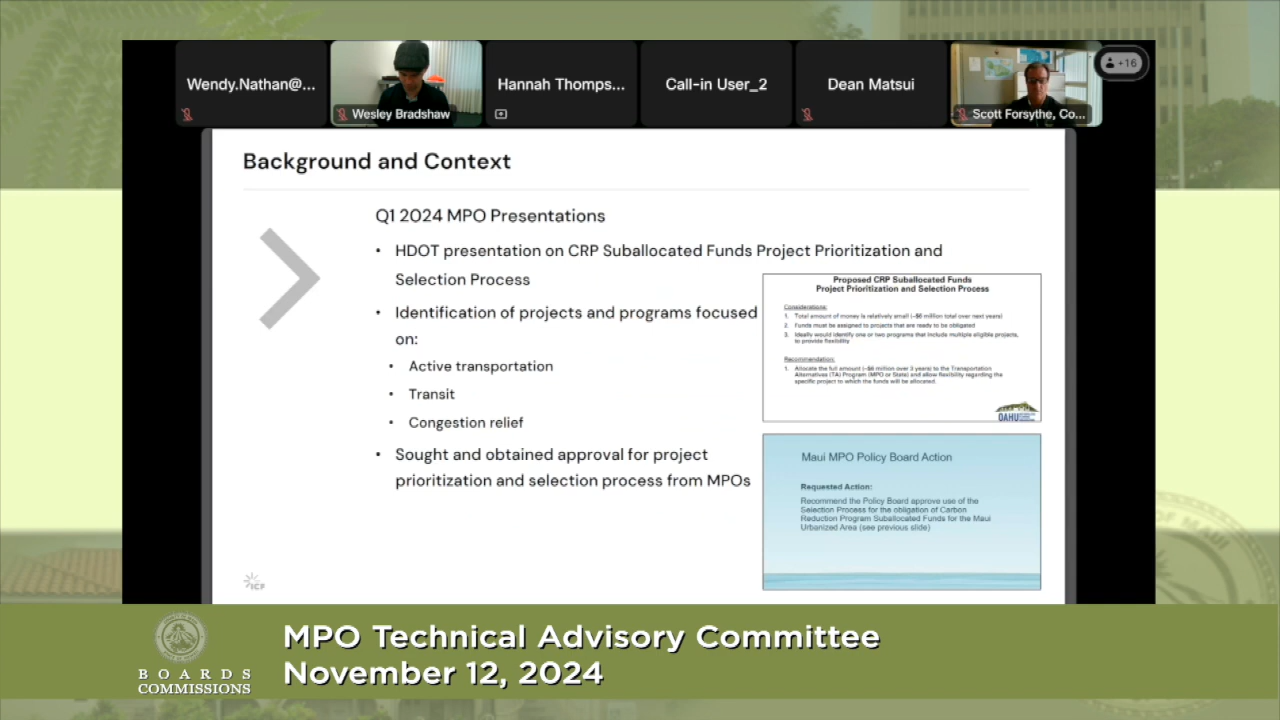 Wendy.Nathan@...
Wesley Bradshaw
Hannah Thomps...
Call-in User_2
Dean Matsui
Scott Forsythe, Co...
+16
Background and Context
Q1 2024 MPO Presentations
• HDOT presentation on CRP Suballocated Funds Project Prioritization and
Selection Process
• Identification of projects and programs focused
on:
• Active transportation
• Transit
• Congestion relief
• Sought and obtained approval for project
prioritization and selection process from MPOs
Proposed CRP Suballocated Funds
Project Prioritization and Selection Process
Considerations:
1. Total amount of money is relatively small (~$6 million total over next years)
2. Funds must be assigned to projects that are ready to be obligated
3. Ideally would identify one or two programs that include multiple eligible projects,
to provide flexibility
Recommendation:
1. Allocate the full amount (~$6 million over 3 years) to the Transportation
Alternatives (TA) Program (MPO or State) and allow flexibility regarding the
specific project to which the funds will be allocated.
OAHU
Maui MPO Policy Board Action
Requested Action:
Recommend the Policy Board approve use of the
Selection Process for the obligation of Carbon
Reduction Program Suballocated Funds for the Maui
Urbanized Area (see previous slide)
ICF
BOARDS
COMMISSIONS
MPO Technical Advisory Committee
November 12, 2024